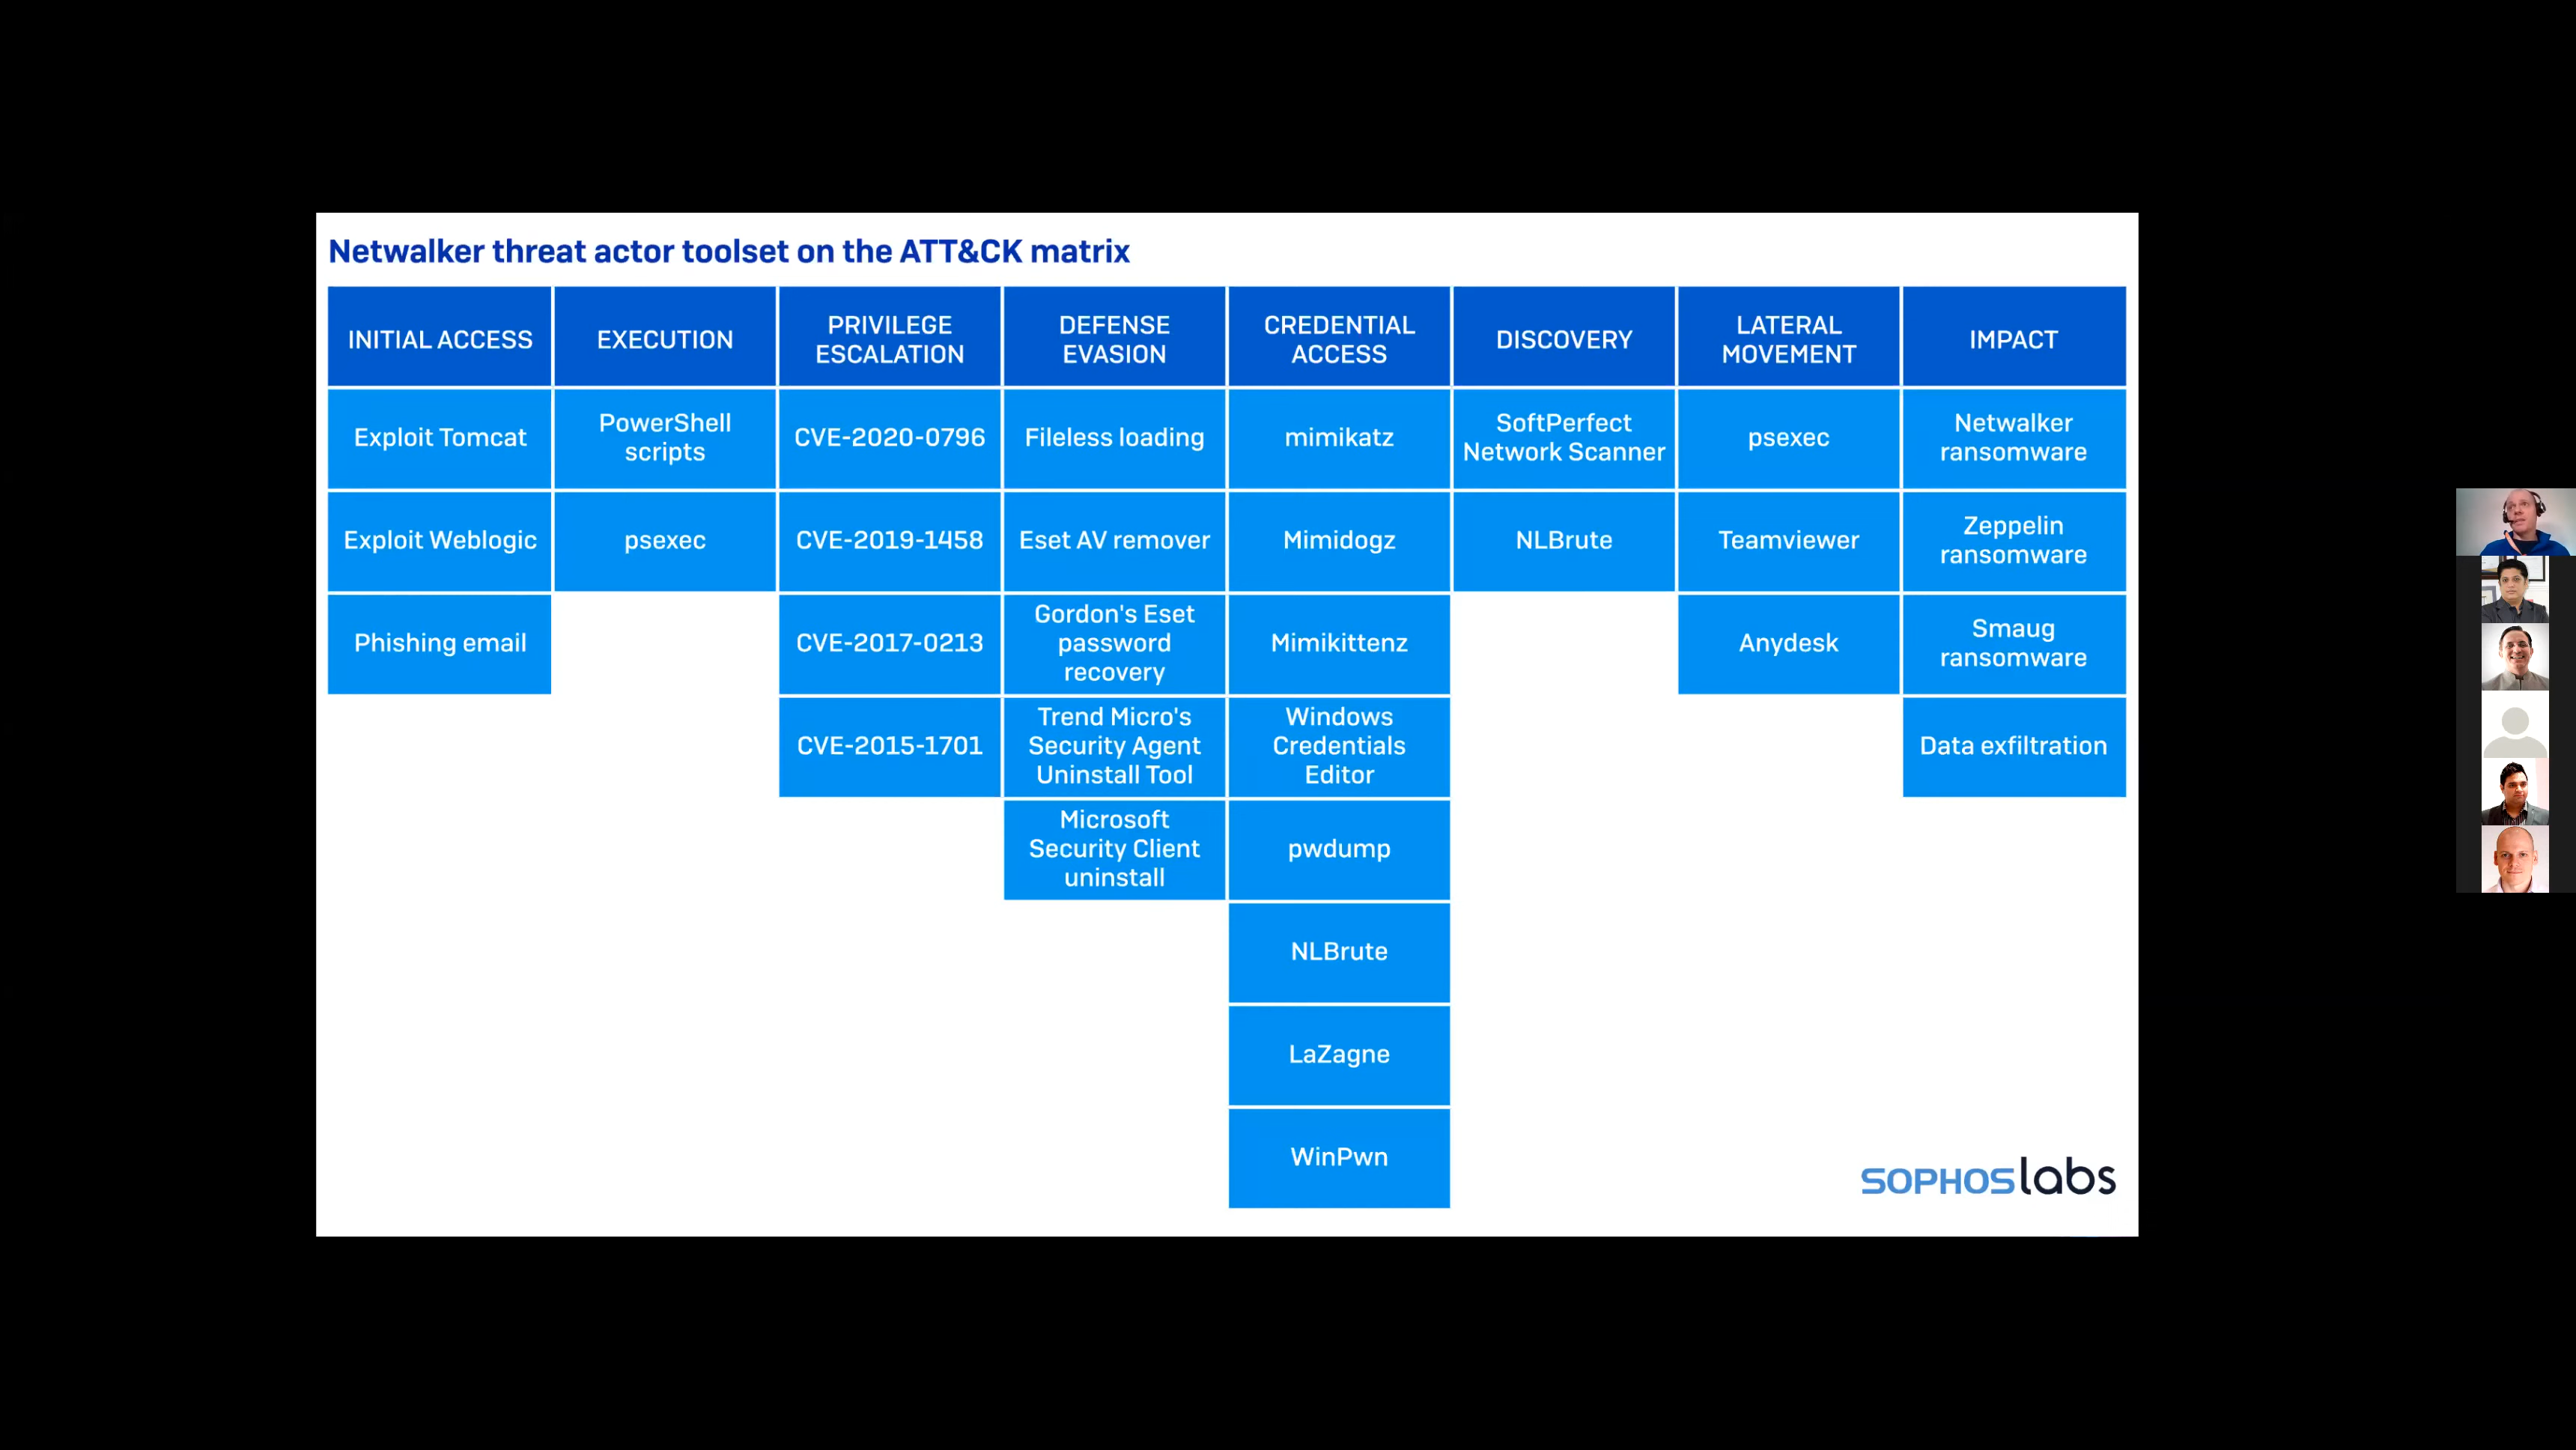 Netwalker threat actor toolset on the ATT&CK matrix
INITIAL ACCESS
EXECUTION
PRIVILEGE
ESCALATION
DEFENSE
EVASION
CREDENTIAL
ACCESS
DISCOVERY
LATERAL
MOVEMENT
IMPACT
Exploit Tomcat
PowerShell
scripts
CVE-2020-0796
Fileless loading
mimikatz
SoftPerfect
Network Scanner
psexec
Netwalker
ransomware
Exploit Weblogic
psexec
CVE-2019-1458
Eset AV remover
Mimidogz
NLBrute
Teamviewer
Zeppelin
ransomware
Phishing email
CVE-2017-0213
Gordon's Eset
password
recovery
Mimikittenz
Anydesk
Smaug
ransomware
CVE-2015-1701
Trend Micro's
Security Agent
Uninstall Tool
Windows
Credentials
Editor
Data exfiltration
Microsoft
Security Client
uninstall
pwdump
NLBrute
LaZagne
WinPwn
SOPHOSlabs